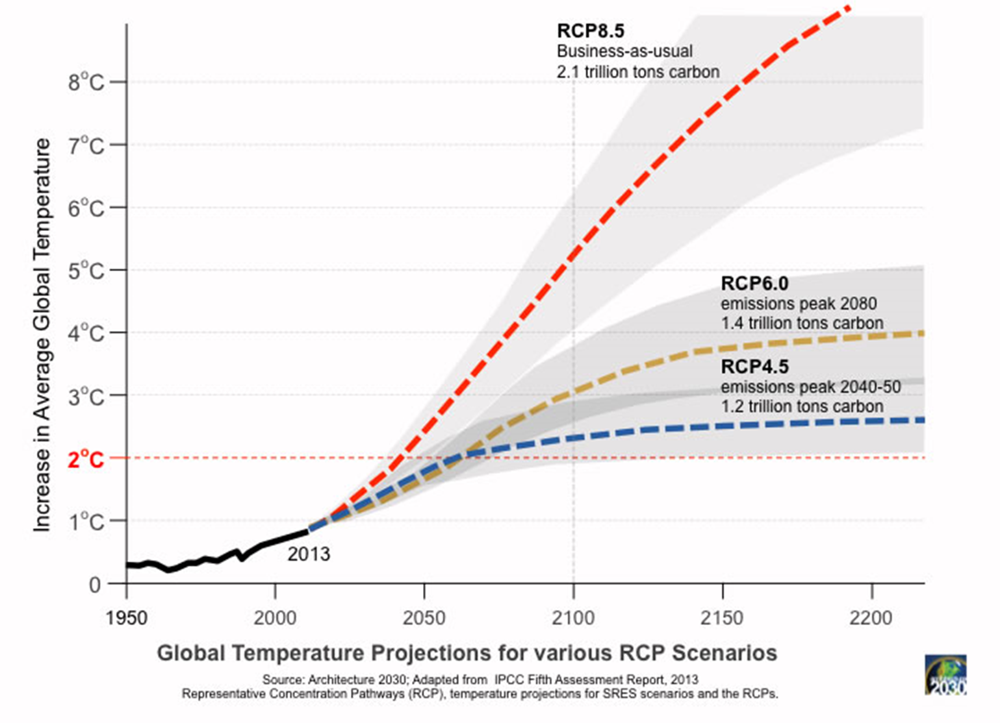 RCP8.5
Business-as-usual
2.1 trillion tons carbon
8°C
7°C
6°C
5°C
4°C
3°C
2°C
1°C
0
Increase in Average Global Temperature
RCP6.0
emissions peak 2080
1.4 trillion tons carbon
RCP4.5
emissions peak 2040-50
1.2 trillion tons carbon
2013
1950 2000 2050 2100 2150 2200
Global Temperature Projections for various RCP Scenarios
Source: Architecture 2030; Adapted from IPCC Fifth Assessment Report, 2013
Representative Concentration Pathways (RCP), temperature projections for SRES scenarios and the RCPs.
2030